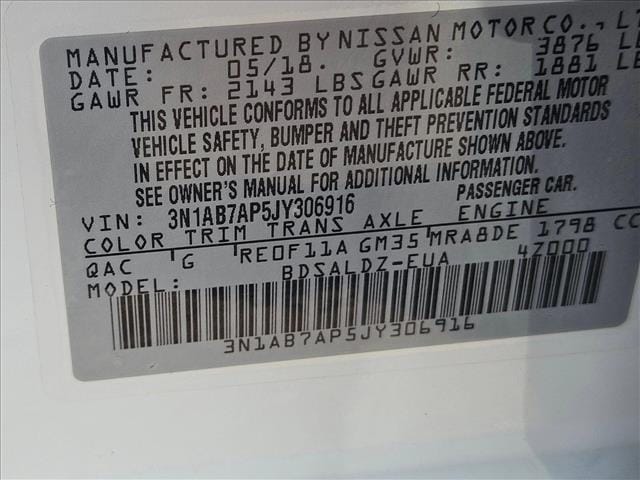 MANUFACTURED BY NISSAN MOTOR CO.,
DATE: 05/18. GVWR: 3876
GAWR FR: 2143 LBS GAWR RR: 1881
THIS VEHICLE CONFORMS TO ALL APPLICABLE FEDERAL MOTOR
VEHICLE SAFETY, BUMPER AND THEFT PREVENTION STANDARDS
IN EFFECT ON THE DATE OF MANUFACTURE SHOWN ABOVE.
SEE OWNER'S MANUAL FOR ADDITIONAL INFORMATION.
VIN: 3N1AB7AP5JY306916 PASSENGER CAR.
COLOR TRIM TRANS AXLE ENGINE
QAC G RE0F11A GM35 MRA8DE 1798 CC
MODEL: BDSALDZ-EUA 4Z000
3N1AB7AP5JY306916